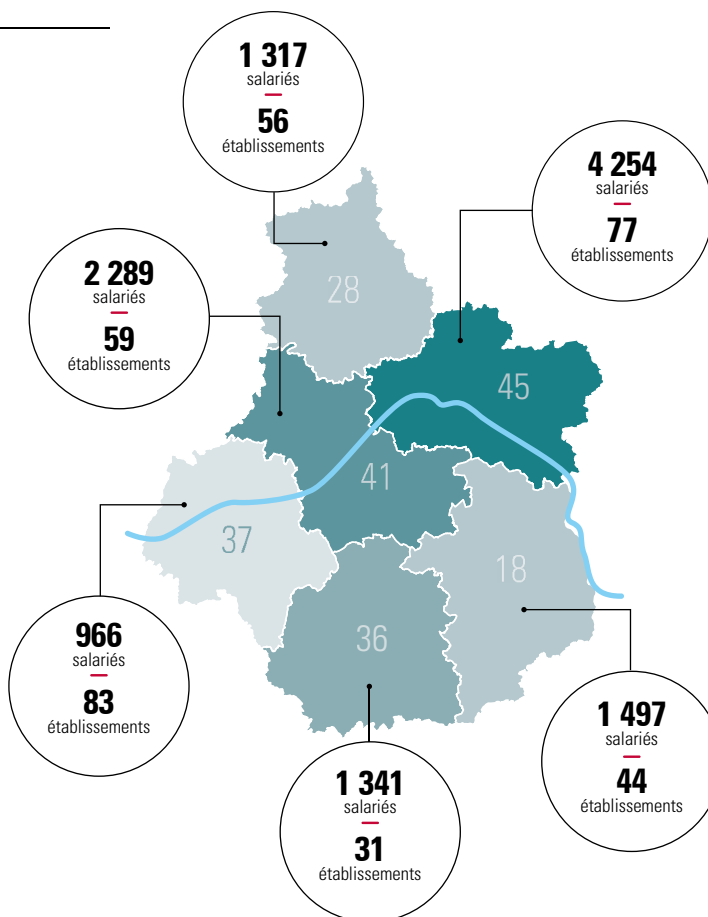 1 317
salariés
56
établissements
4 254
salariés
77
établissements
2 289
salariés
59
établissements
28
45
41
37
18
36
966
salariés
83
établissements
1 497
salariés
44
établissements
1 341
salariés
31
établissements